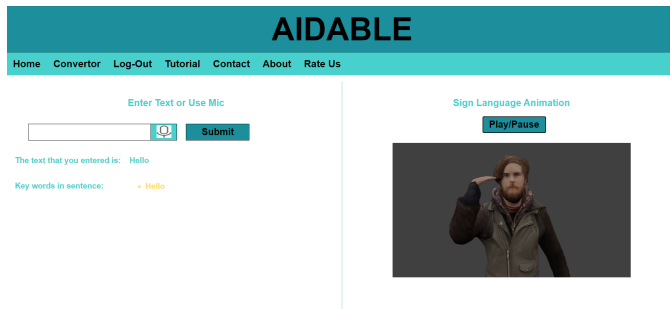 AIDABLE
Home Convertor Log-Out Tutorial Contact About Rate Us
Enter Text or Use Mic
Submit
The text that you entered is: Hello
Key words in sentence:
• Hello
Sign Language Animation
Play/Pause